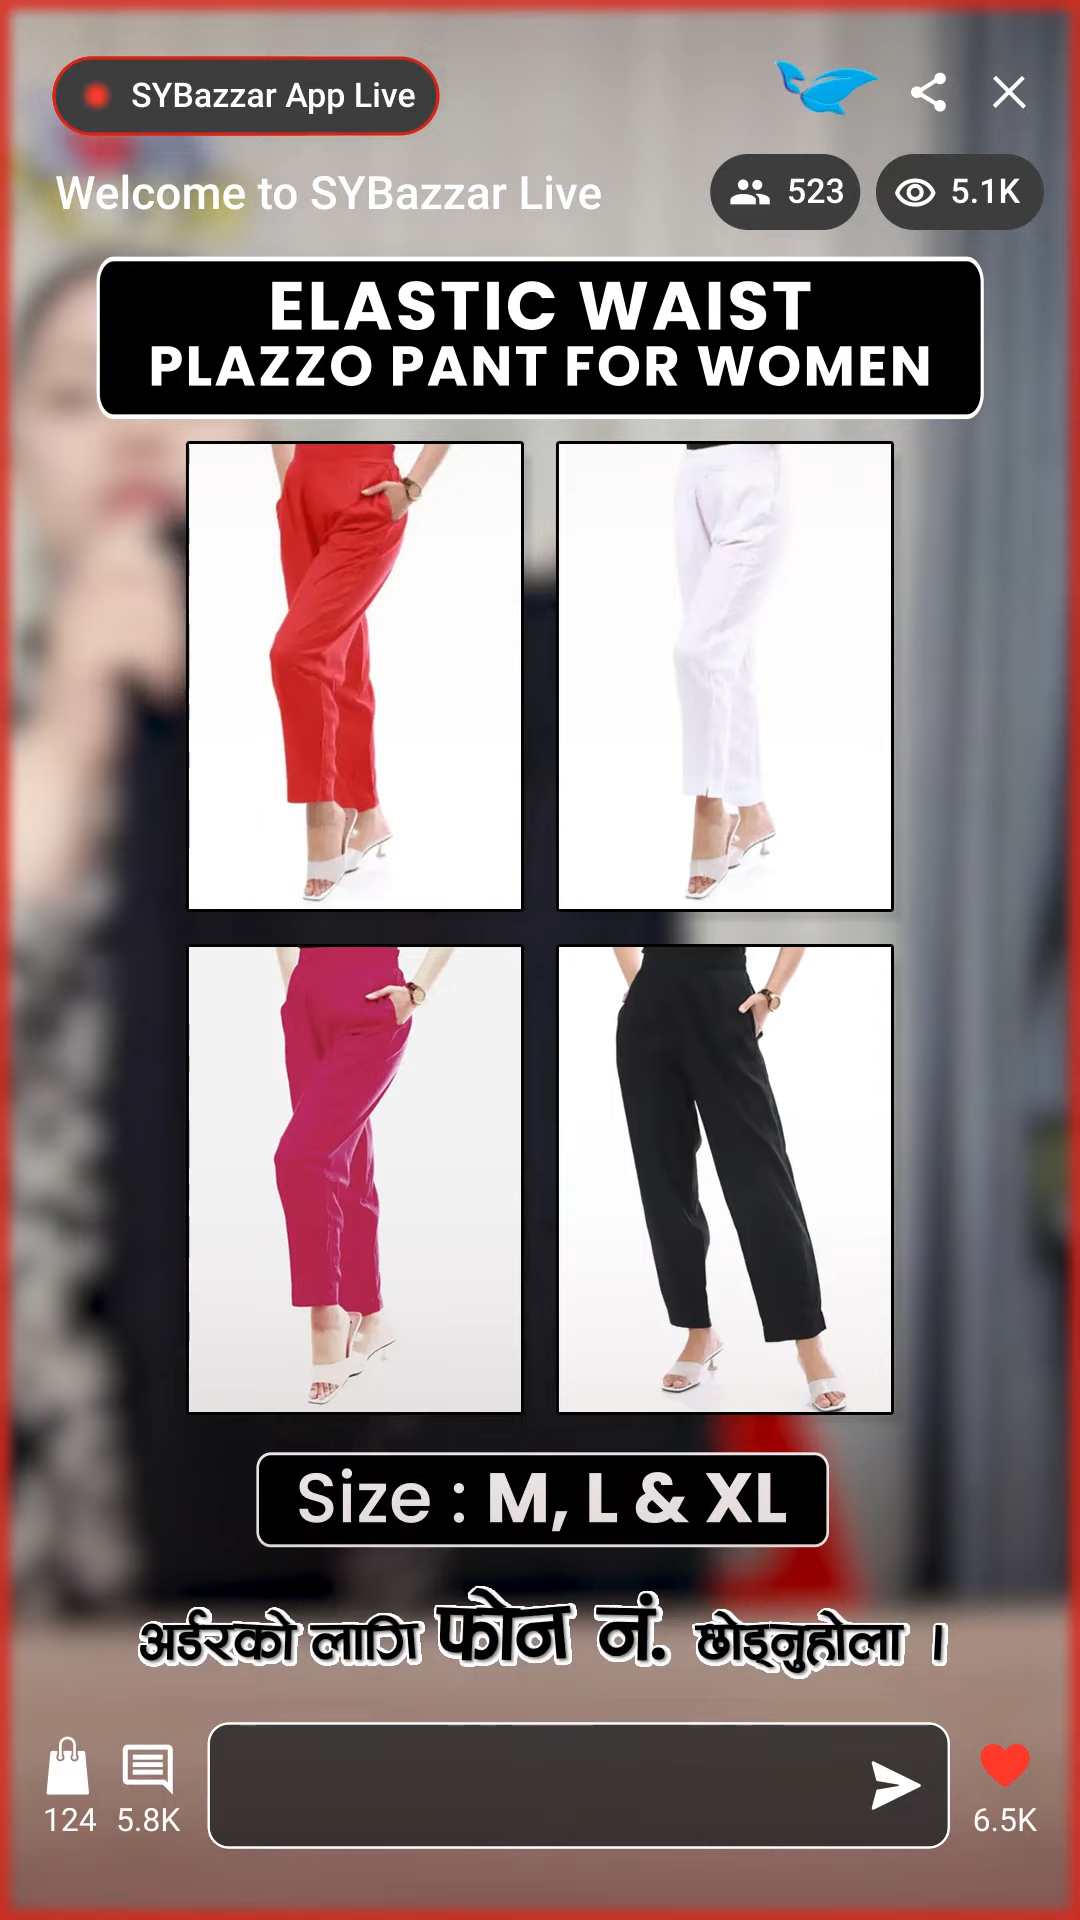 SYBazzar App Live
Welcome to SYBazzar Live
523
5.1K
ELASTIC WAIST
PLAZZO PANT FOR WOMEN
Size : M, L & XL
अर्डरको लागि फोन नं. छोड्नुहोला ।
124
5.8K
6.5K